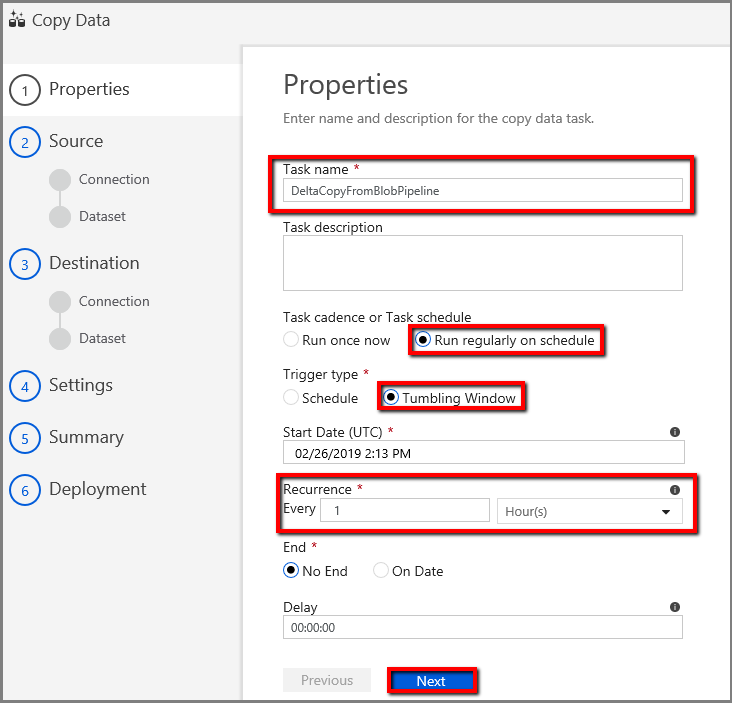 Copy Data
1 Properties
2 Source
Connection
Dataset
3 Destination
Connection
Dataset
4 Settings
5 Summary
6 Deployment
Properties
Enter name and description for the copy data task.
Task name *
DeltaCopyFromBlobPipeline
Task description
Task cadence or Task schedule
Run once now Run regularly on schedule
Trigger type *
Schedule Tumbling Window
Start Date (UTC) *
02/26/2019 2:13 PM
Recurrence *
Every 1 Hour(s)
End *
No End On Date
Delay
00:00:00
Previous Next